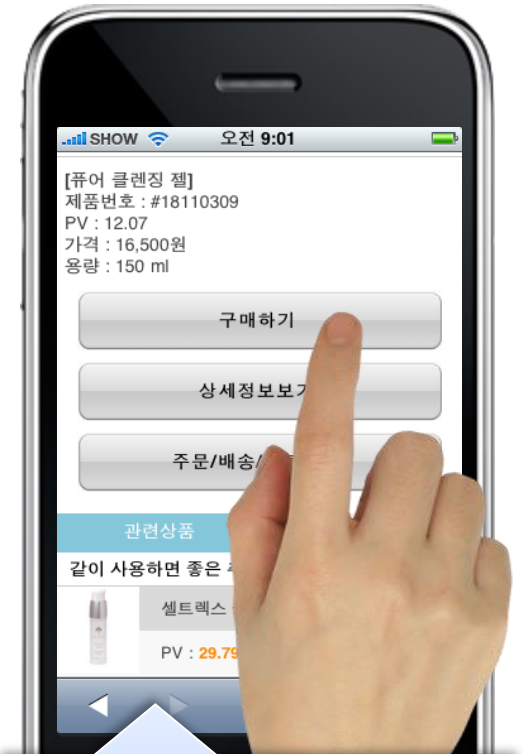 SHOW 오전 9:01
[퓨어 클렌징 젤]
제품번호 : #18110309
PV : 12.07
가격 : 16,500원
용량 : 150 ml
구매하기
상세정보보기
주문/배송/
관련상품
같이 사용하면 좋은
셀트렉스
PV : 29.79